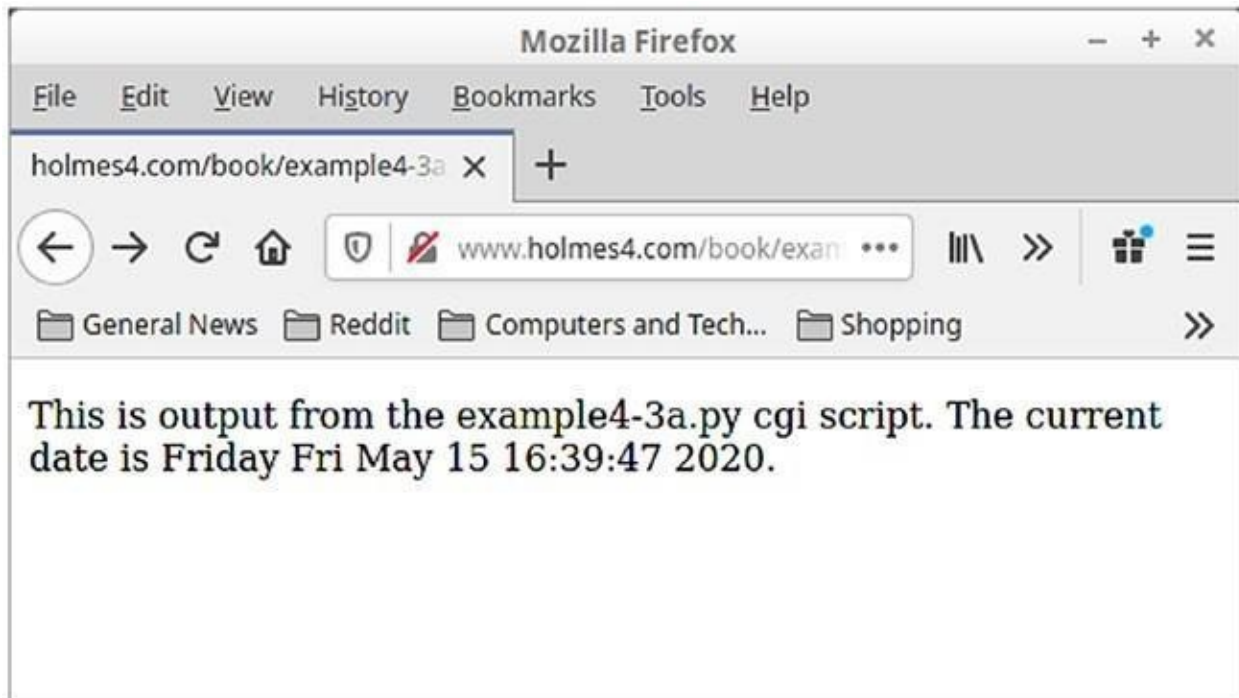 Mozilla Firefox
File Edit View History Bookmarks Tools Help
holmes4.com/book/example4-3a
www.holmes4.com/book/exam
General News Reddit Computers and Tech... Shopping
This is output from the example4-3a.py cgi script. The current
date is Friday Fri May 15 16:39:47 2020.